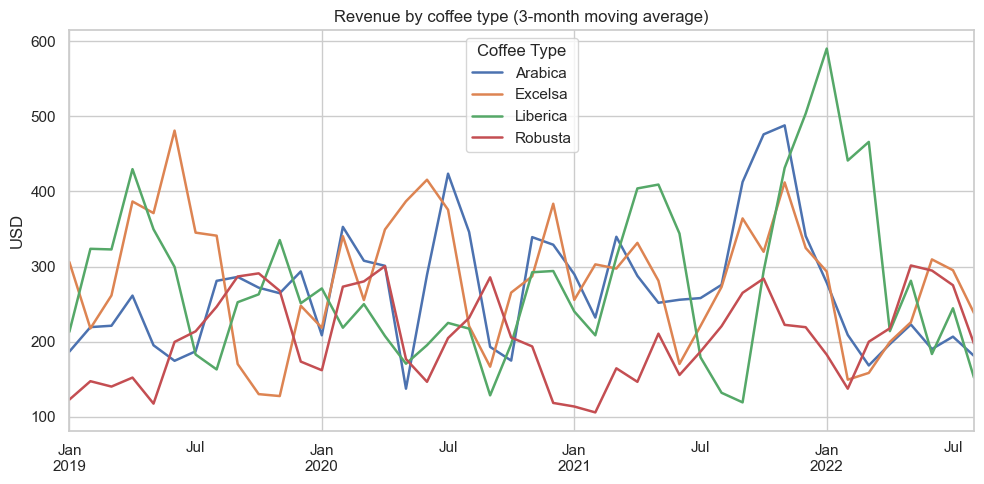 Revenue by coffee type (3-month moving average)
Coffee Type
Arabica
Excelsa
Liberica
Robusta
USD
600
500
400
300
200
100
Jan
2019
Jul
Jan
2020
Jul
Jan
2021
Jul
Jan
2022
Jul